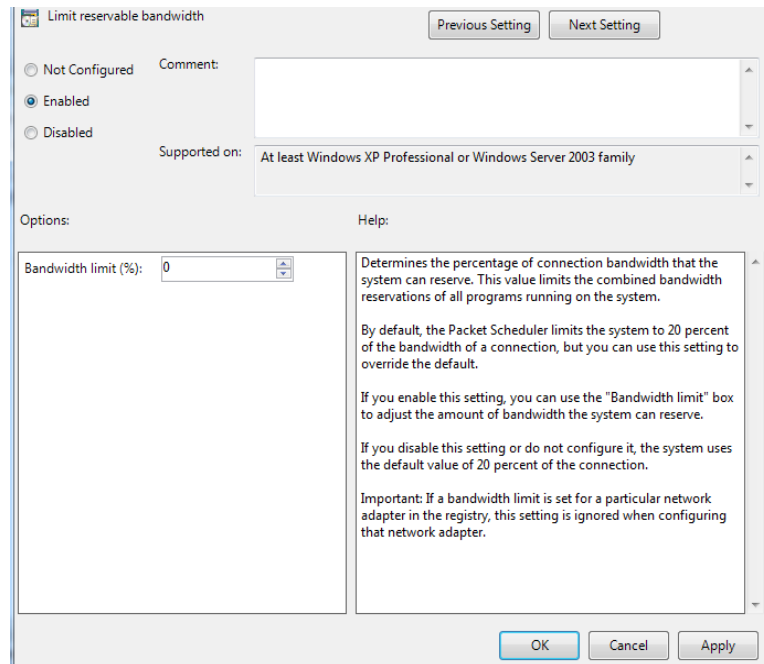 Limit reservable bandwidth
Previous Setting
Next Setting
Not Configured
Comment:
Enabled
Disabled
Supported on:
At least Windows XP Professional or Windows Server 2003 family
Options:
Help:
Bandwidth limit (%):
0
Determines the percentage of connection bandwidth that the
system can reserve. This value limits the combined bandwidth
reservations of all programs running on the system.
By default, the Packet Scheduler limits the system to 20 percent
of the bandwidth of a connection, but you can use this setting to
override the default.
If you enable this setting, you can use the "Bandwidth limit" box
to adjust the amount of bandwidth the system can reserve.
If you disable this setting or do not configure it, the system uses
the default value of 20 percent of the connection.
Important: If a bandwidth limit is set for a particular network
adapter in the registry, this setting is ignored when configuring
that network adapter.
OK
Cancel
Apply